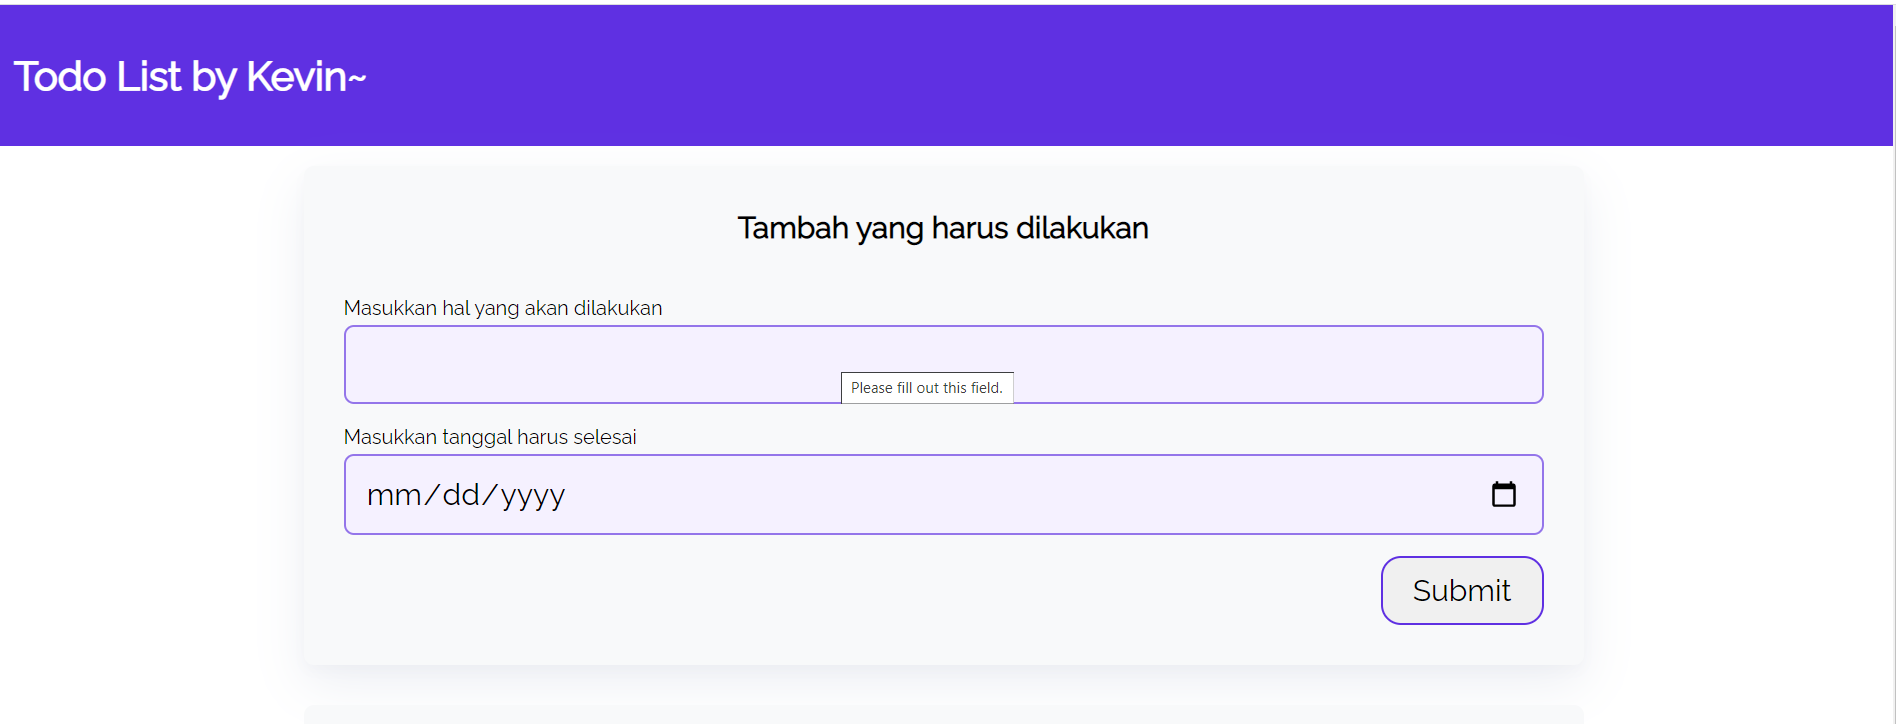 Todo List by Kevin~
Tambah yang harus dilakukan
Masukkan hal yang akan dilakukan
Please fill out this field.
Masukkan tanggal harus selesai
mm/dd/yyyy
Submit